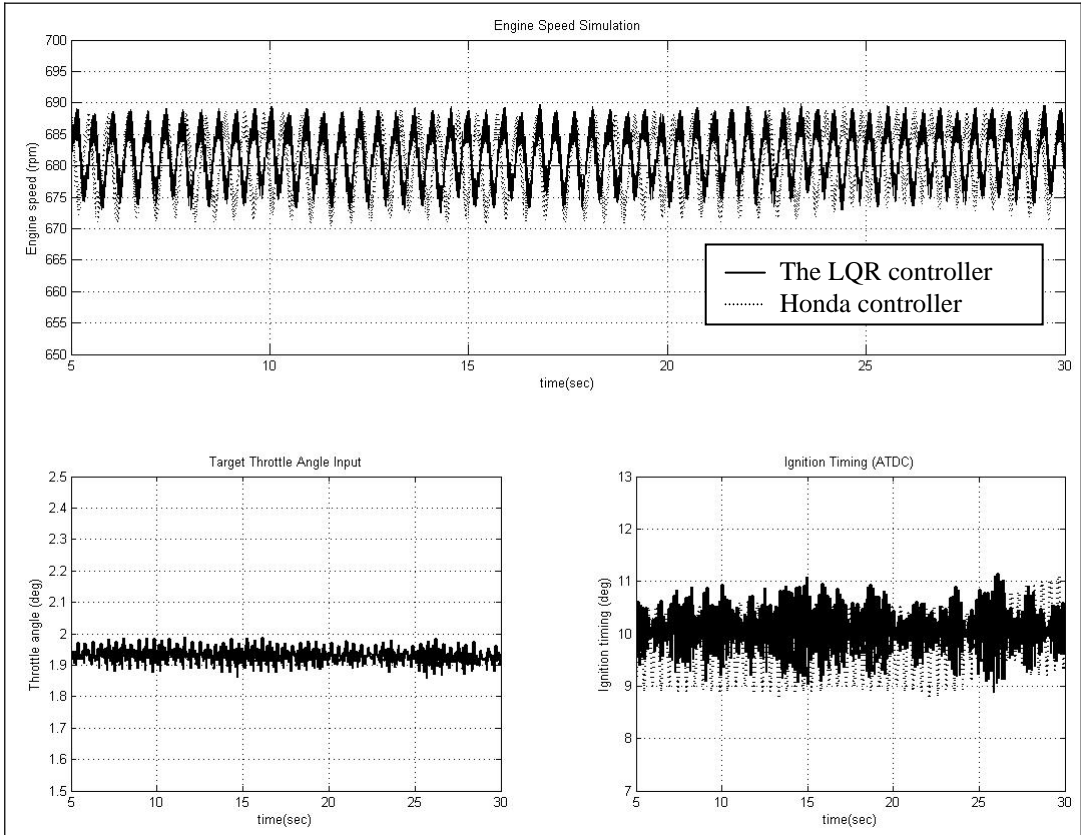 Engine Speed Simulation
700
695
690
685
680
675
670
665
660
655
650
Engine speed (rpm)
5 10 15 20 25 30
time(sec)
The LQR controller
Honda controller
Target Throttle Angle Input
2.5
2.4
2.3
2.2
2.1
2
1.9
1.8
1.7
1.6
1.5
Throttle angle (deg)
5 10 15 20 25 30
time(sec)
Ignition Timing (ATDC)
13
12
11
10
9
8
7
Ignition timing (deg)
5 10 15 20 25 30
time(sec)